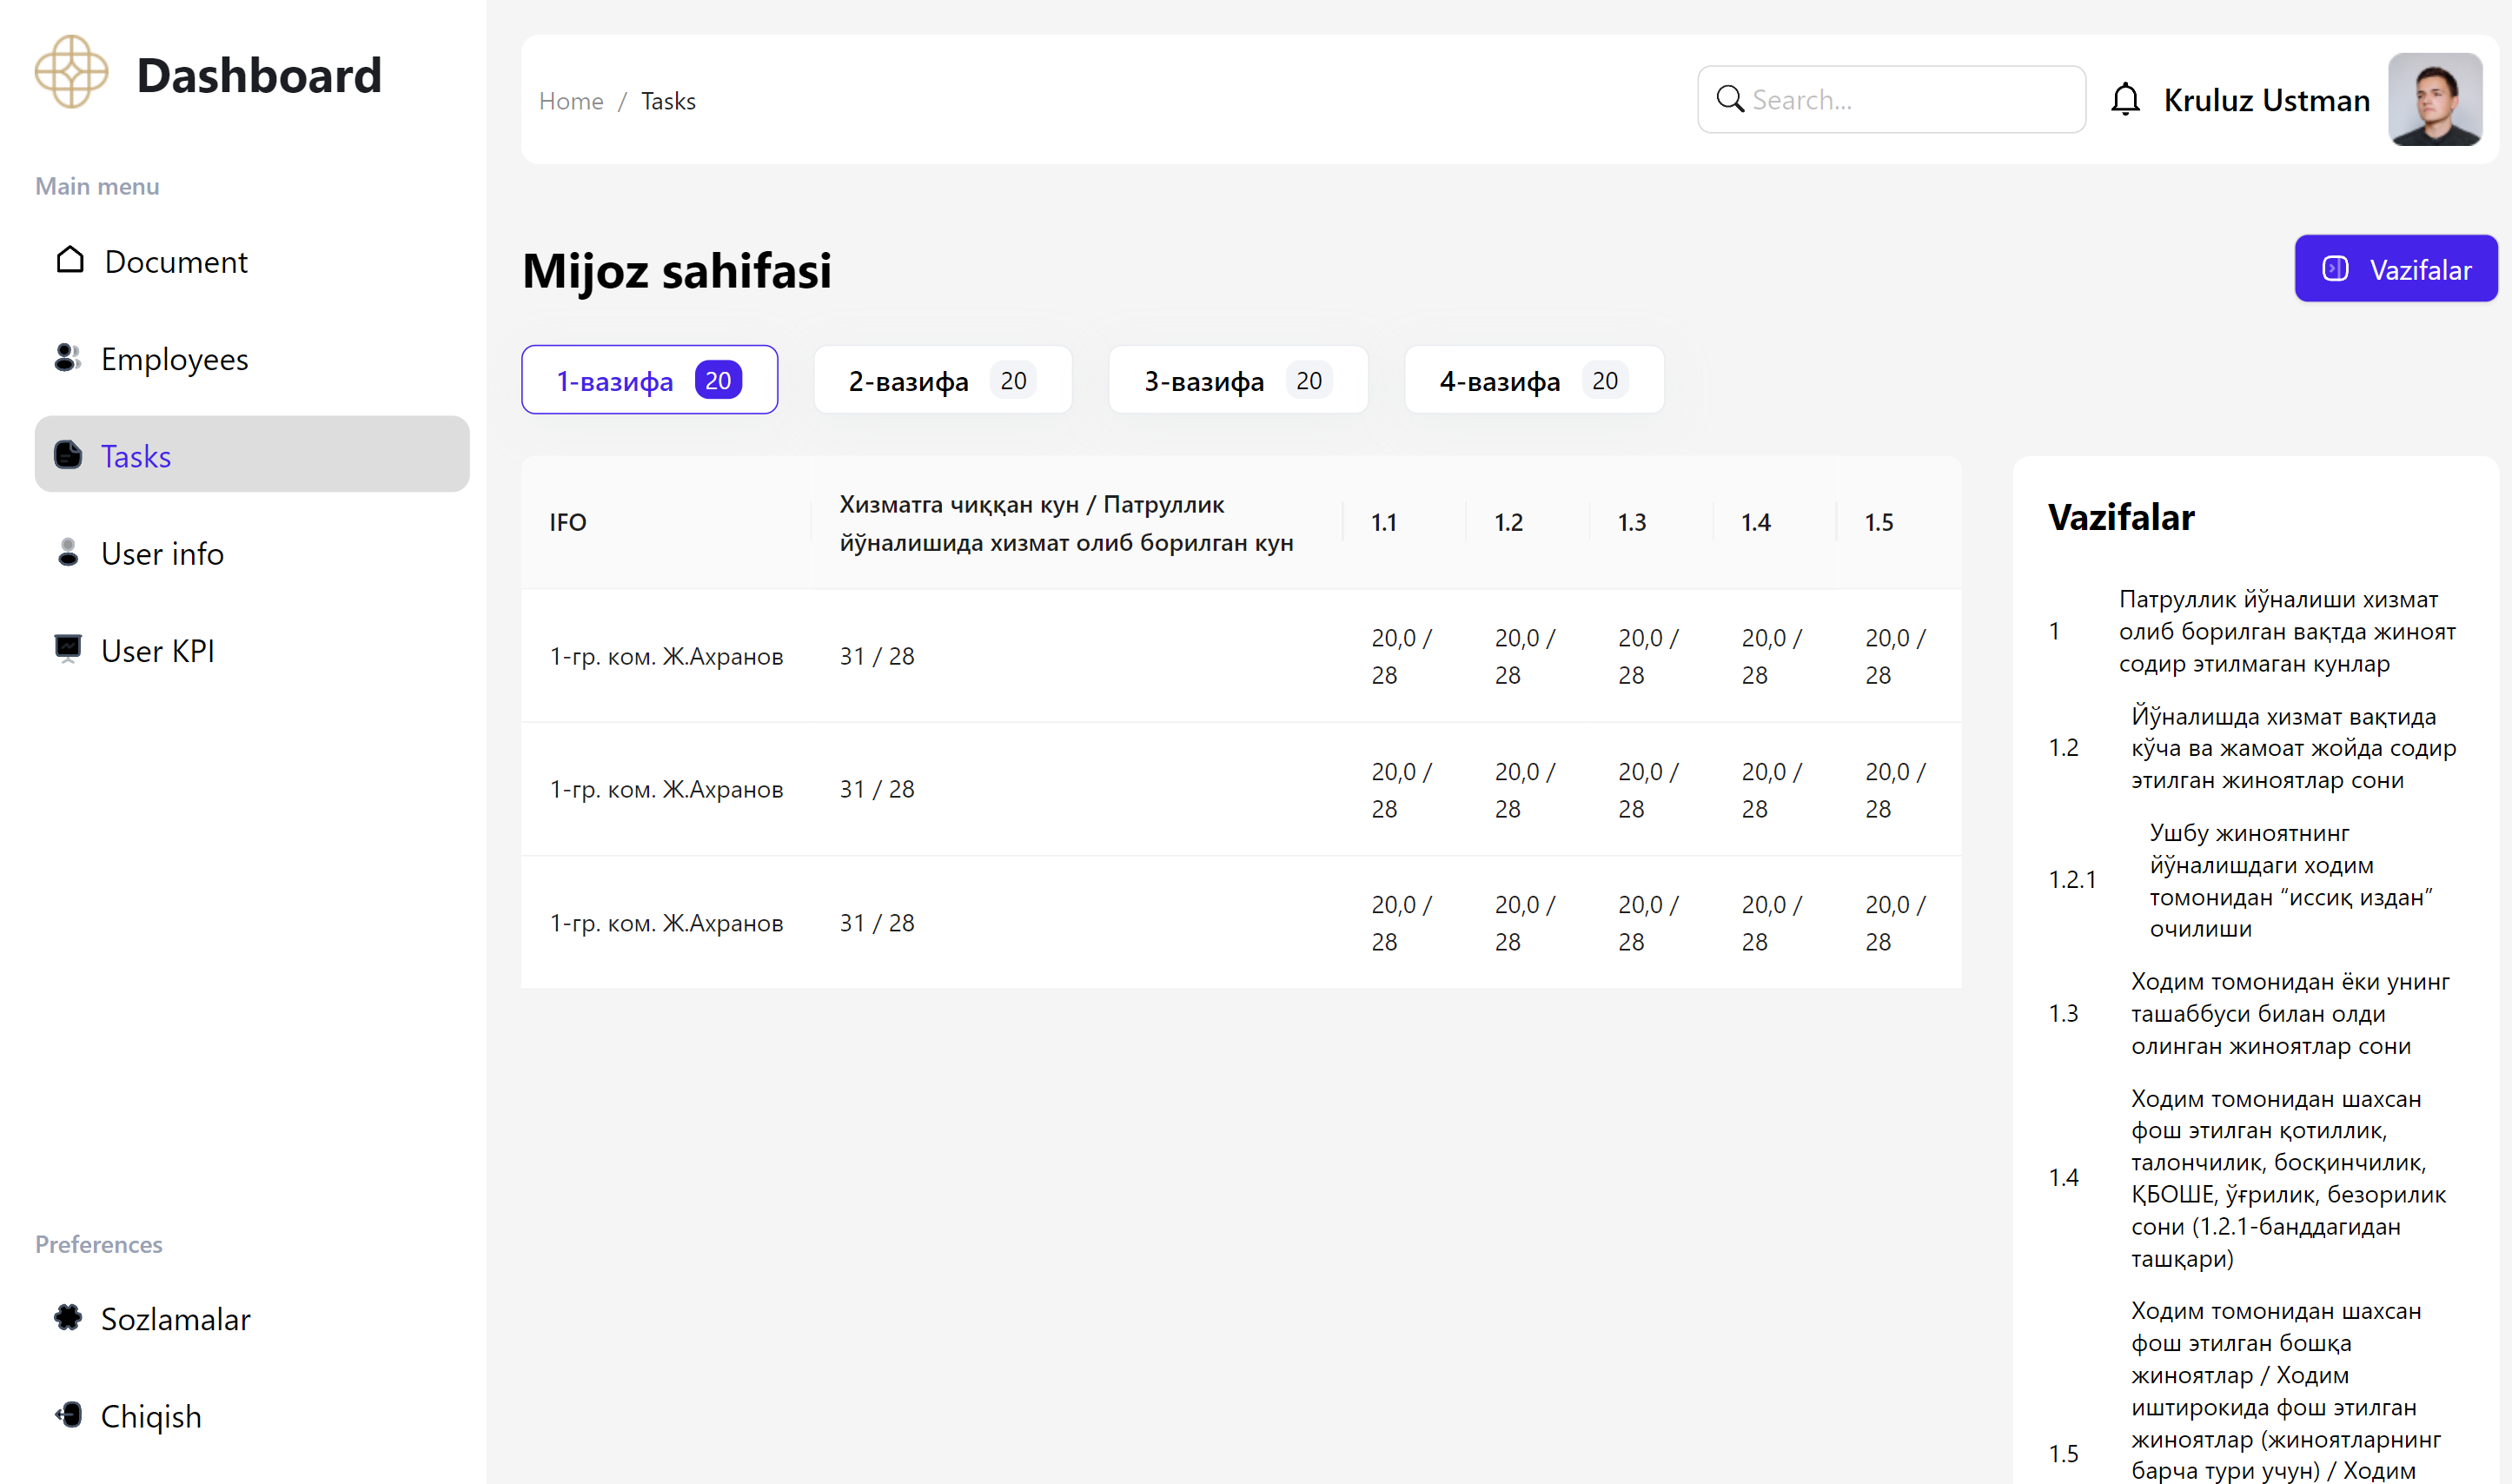 Dashboard
Main menu
Document
Employees
Tasks
User info
User KPI
Preferences
Sozlamalar
Chiqish
Home / Tasks
Search...
Kruluz Ustman
Mijoz sahifasi
Vazifalar
1-вазифа 20
2-вазифа 20
3-вазифа 20
4-вазифа 20
IFO
Хизматга чиққан кун / Патруллик
йўналишида хизмат олиб борилган кун
1.1
1.2
1.3
1.4
1.5
1-гр. ком. Ж.Ахранов
31 / 28
20,0 /
28
20,0 /
28
20,0 /
28
20,0 /
28
20,0 /
28
1-гр. ком. Ж.Ахранов
31 / 28
20,0 /
28
20,0 /
28
20,0 /
28
20,0 /
28
20,0 /
28
1-гр. ком. Ж.Ахранов
31 / 28
20,0 /
28
20,0 /
28
20,0 /
28
20,0 /
28
20,0 /
28
Vazifalar
1
Патруллик йўналиши хизмат
олиб борилган вақтда жиноят
содир этилмаган кунлар
1.2
Йўналишда хизмат вақтида
кўча ва жамоат жойда содир
этилган жиноятлар сони
1.2.1
Ушбу жиноятнинг
йўналишдаги ходим
томонидан “иссиқ издан”
очилиши
1.3
Ходим томонидан ёки унинг
ташаббуси билан олди
олинган жиноятлар сони
1.4
Ходим томонидан шахсан
фош этилган қотиллик,
талончилик, босқинчилик,
ҚБОШЕ, ўғрилик, безорилик
сони (1.2.1-банддагидан
ташқари)
1.5
Ходим томонидан шахсан
фош этилган бошқа
жиноятлар / Ходим
иштирокида фош этилган
жиноятлар (жиноятларнинг
барча тури учун) / Ходим